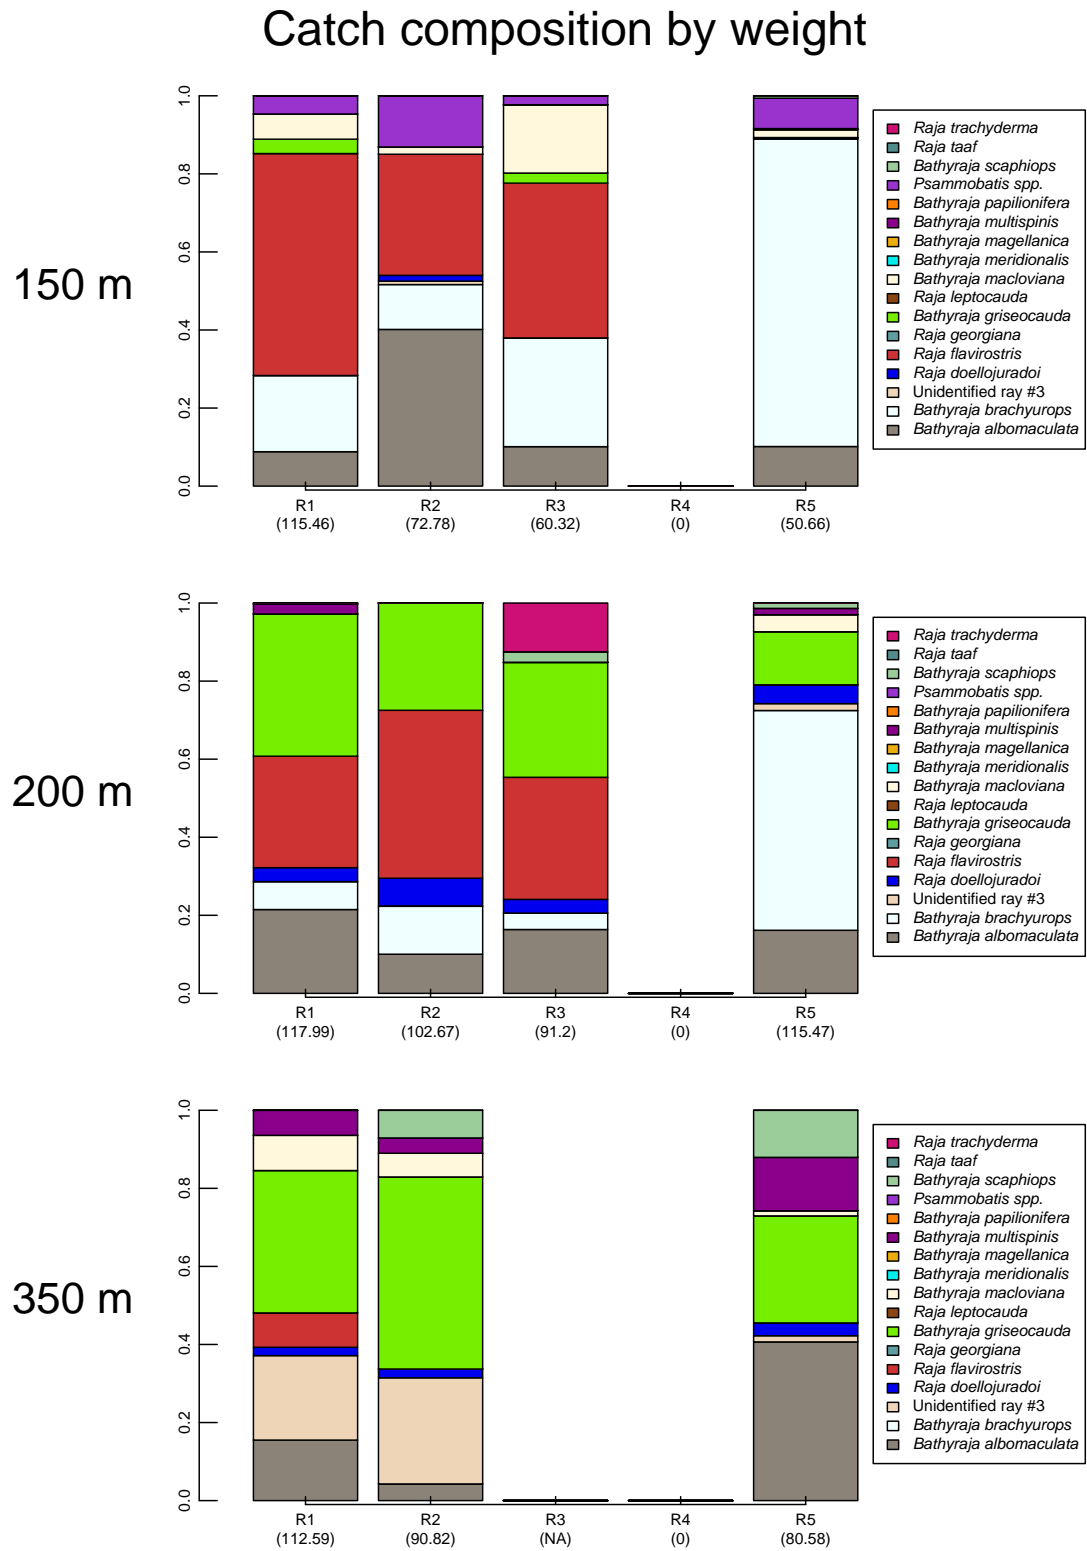 Catch composition by weight
150 m
1.0
0.8
0.6
0.4
0.2
0.0
R1
(115.46)
R2
(72.78)
R3
(60.32)
R4
(0)
R5
(50.66)
Raja trachyderma
Raja taaf
Bathyraja scaphiops
Psammobatis spp.
Bathyraja papilionifera
Bathyraja multispinis
Bathyraja magellanica
Bathyraja meridionalis
Bathyraja macloviana
Raja leptocauda
Bathyraja griseocauda
Raja georgiana
Raja flavirostris
Raja doellojuradoi
Unidentified ray #3
Bathyraja brachyurops
Bathyraja albomaculata
200 m
1.0
0.8
0.6
0.4
0.2
0.0
R1
(117.99)
R2
(102.67)
R3
(91.2)
R4
(0)
R5
(115.47)
Raja trachyderma
Raja taaf
Bathyraja scaphiops
Psammobatis spp.
Bathyraja papilionifera
Bathyraja multispinis
Bathyraja magellanica
Bathyraja meridionalis
Bathyraja macloviana
Raja leptocauda
Bathyraja griseocauda
Raja georgiana
Raja flavirostris
Raja doellojuradoi
Unidentified ray #3
Bathyraja brachyurops
Bathyraja albomaculata
350 m
1.0
0.8
0.6
0.4
0.2
0.0
R1
(112.59)
R2
(90.82)
R3
(NA)
R4
(0)
R5
(80.58)
Raja trachyderma
Raja taaf
Bathyraja scaphiops
Psammobatis spp.
Bathyraja papilionifera
Bathyraja multispinis
Bathyraja magellanica
Bathyraja meridionalis
Bathyraja macloviana
Raja leptocauda
Bathyraja griseocauda
Raja georgiana
Raja flavirostris
Raja doellojuradoi
Unidentified ray #3
Bathyraja brachyurops
Bathyraja albomaculata